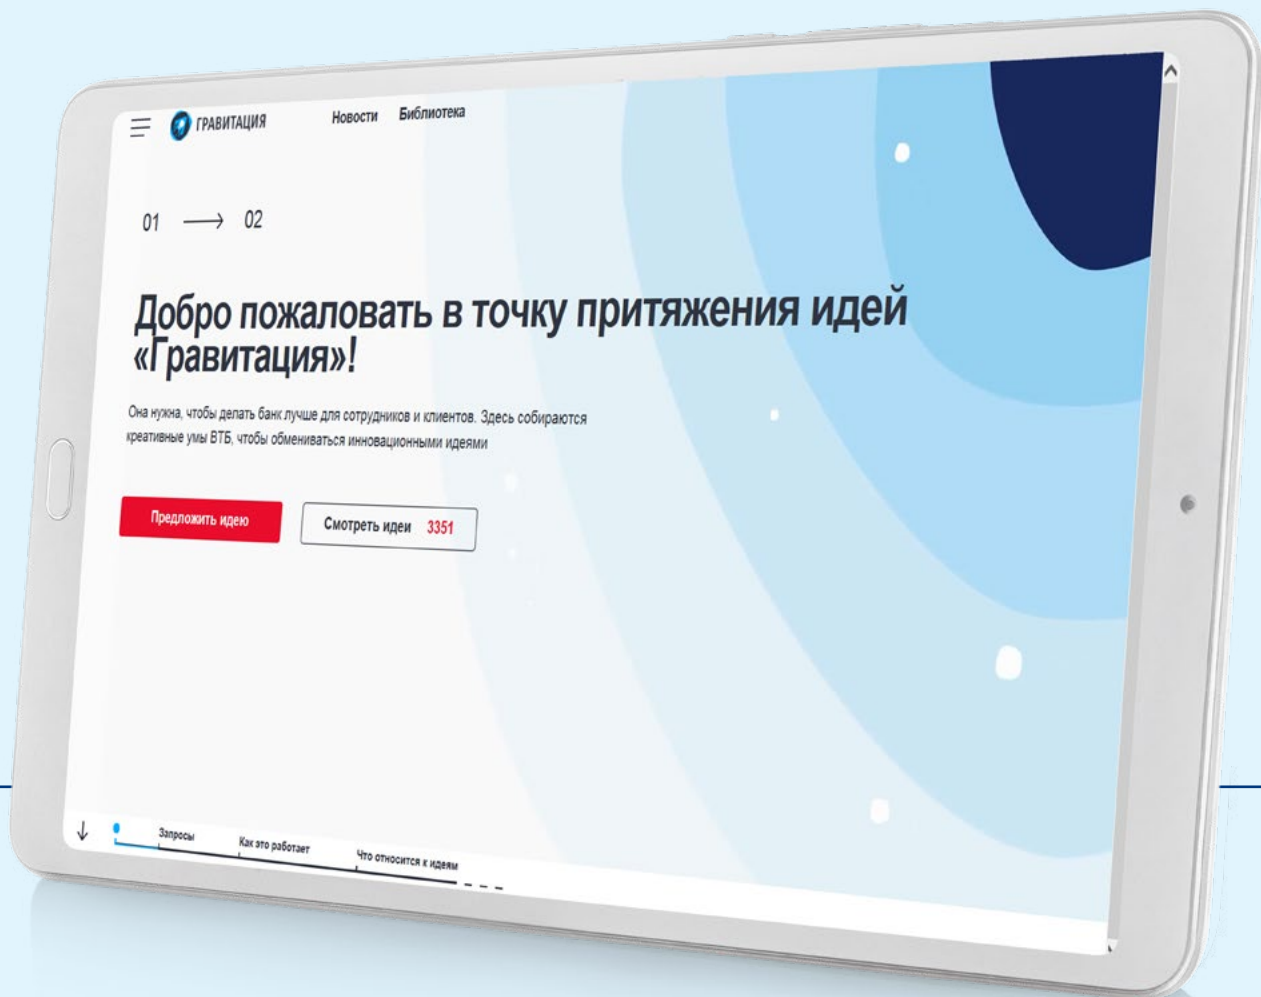 ГРАВИТАЦИЯ
Новости Библиотека
01 → 02
Добро пожаловать в точку притяжения идей
«Гравитация»!
Она нужна, чтобы делать банк лучше для сотрудников и клиентов. Здесь собираются
креативные умы ВТБ, чтобы обмениваться инновационными идеями
Предложить идею
Смотреть идеи 3351
Запросы
Как это работает
Что относится к идеям